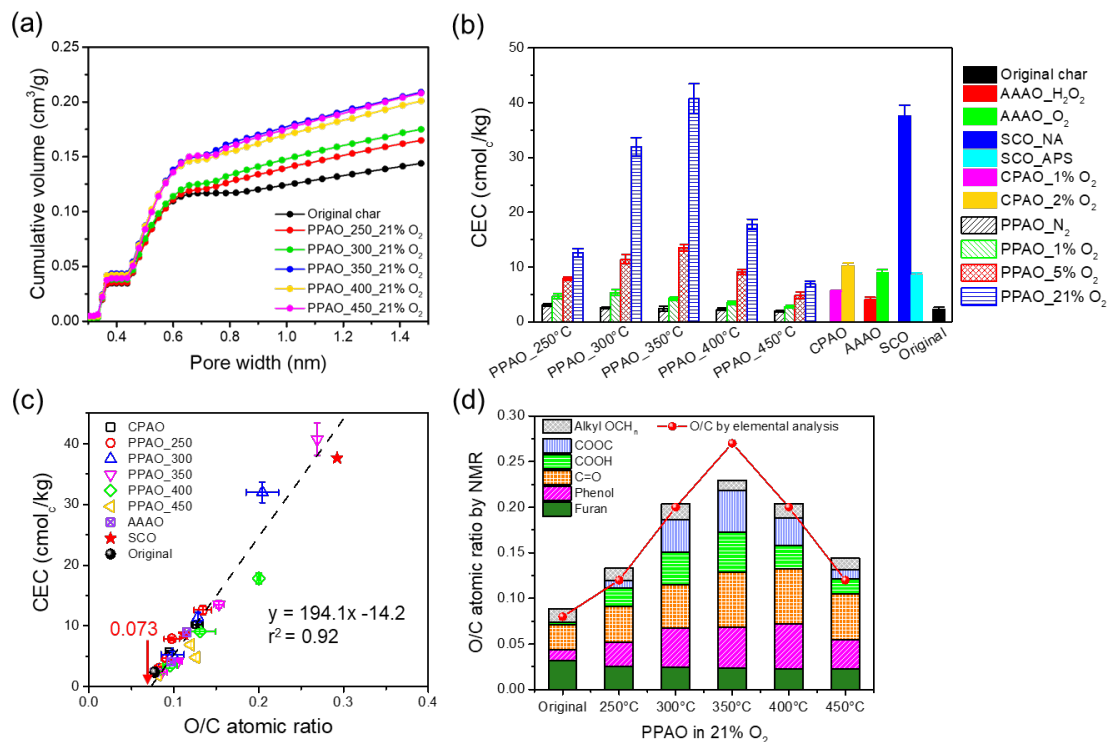 (a)
0.25
0.20
0.15
0.10
0.05
0.00
Cumulative volume (cm³/g)
Original char
PPAO_250_21% O₂
PPAO_300_21% O₂
PPAO_350_21% O₂
PPAO_400_21% O₂
PPAO_450_21% O₂
0.4 0.6 0.8 1.0 1.2 1.4
Pore width (nm)
(b)
50
40
30
20
10
0
CEC (cmol_c/kg)
PPAO_250°C
PPAO_300°C
PPAO_350°C
PPAO_400°C
PPAO_450°C
CPAO
AAAO
SCO
Original
Original char
AAAO_H₂O₂
AAAO_O₂
SCO_NA
SCO_APS
CPAO_1% O₂
CPAO_2% O₂
PPAO_N₂
PPAO_1% O₂
PPAO_5% O₂
PPAO_21% O₂
(c)
40
30
20
10
0
CEC (cmol_c/kg)
CPAO
PPAO_250
PPAO_300
PPAO_350
PPAO_400
PPAO_450
AAAO
SCO
Original
0.073
y = 194.1x -14.2
r² = 0.92
0.0 0.1 0.2 0.3 0.4
O/C atomic ratio
(d)
0.30
0.25
0.20
0.15
0.10
0.05
0.00
O/C atomic ratio by NMR
Alkyl OCHₙ
COOC
COOH
C=O
Phenol
Furan
O/C by elemental analysis
Original 250°C 300°C 350°C 400°C 450°C
PPAO in 21% O₂